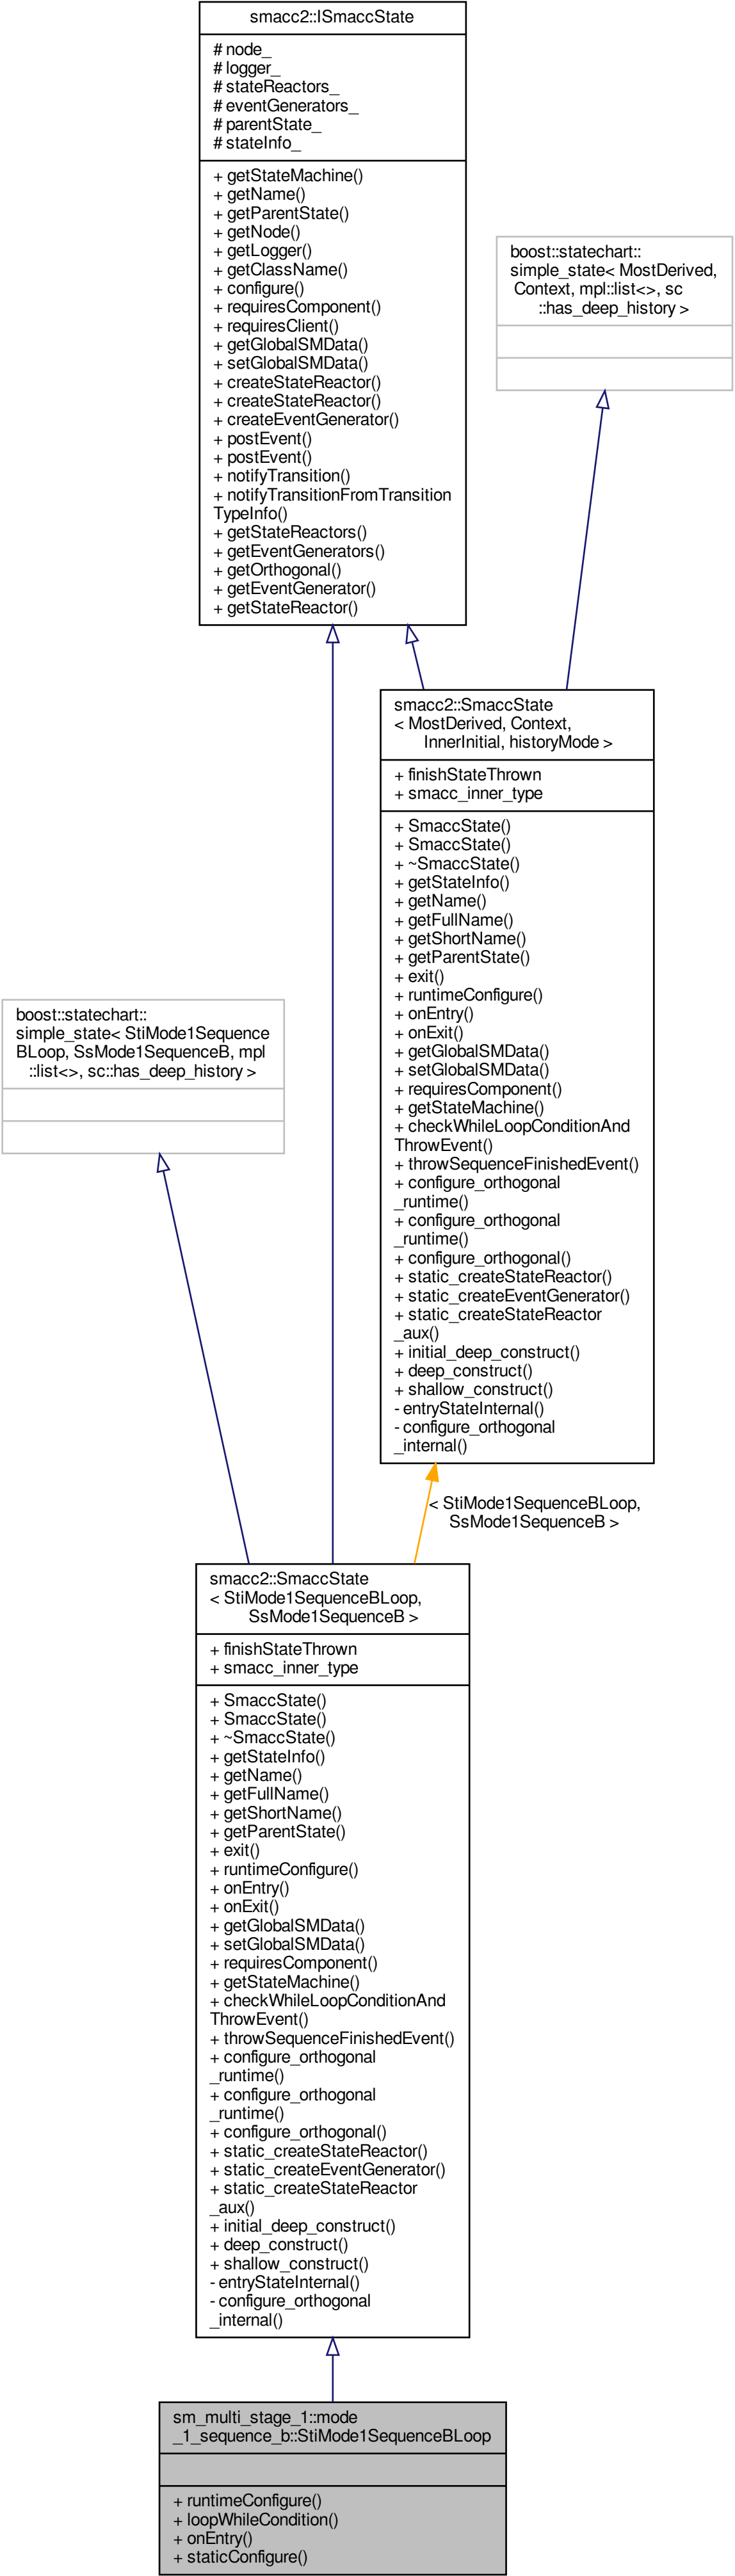 smacc2::ISmaccState
# node_
# logger_
# stateReactors_
# eventGenerators_
# parentState_
# stateInfo_
+ getStateMachine()
+ getName()
+ getParentState()
+ getNode()
+ getLogger()
+ getClassName()
+ configure()
+ requiresComponent()
+ requiresClient()
+ getGlobalSMData()
+ setGlobalSMData()
+ createStateReactor()
+ createStateReactor()
+ createEventGenerator()
+ postEvent()
+ postEvent()
+ notifyTransition()
+ notifyTransitionFromTransition
TypeInfo()
+ getStateReactors()
+ getEventGenerators()
+ getOrthogonal()
+ getEventGenerator()
+ getStateReactor()
boost::statechart::
simple_state< MostDerived,
Context, mpl::list<>, sc
::has_deep_history >
smacc2::SmaccState
< MostDerived, Context,
InnerInitial, historyMode >
+ finishStateThrown
+ smacc_inner_type
+ SmaccState()
+ SmaccState()
+ ~SmaccState()
+ getStateInfo()
+ getName()
+ getFullName()
+ getShortName()
+ getParentState()
+ exit()
+ runtimeConfigure()
+ onEntry()
+ onExit()
+ getGlobalSMData()
+ setGlobalSMData()
+ requiresComponent()
+ getStateMachine()
+ checkWhileLoopConditionAnd
ThrowEvent()
+ throwSequenceFinishedEvent()
+ configure_orthogonal
_runtime()
+ configure_orthogonal
_runtime()
+ configure_orthogonal()
+ static_createStateReactor()
+ static_createEventGenerator()
+ static_createStateReactor
_aux()
+ initial_deep_construct()
+ deep_construct()
+ shallow_construct()
- entryStateInternal()
- configure_orthogonal
_internal()
boost::statechart::
simple_state< StiMode1Sequence
BLoop, SsMode1SequenceB, mpl
::list<>, sc::has_deep_history >
< StiMode1SequenceBLoop,
SsMode1SequenceB >
smacc2::SmaccState
< StiMode1SequenceBLoop,
SsMode1SequenceB >
+ finishStateThrown
+ smacc_inner_type
+ SmaccState()
+ SmaccState()
+ ~SmaccState()
+ getStateInfo()
+ getName()
+ getFullName()
+ getShortName()
+ getParentState()
+ exit()
+ runtimeConfigure()
+ onEntry()
+ onExit()
+ getGlobalSMData()
+ setGlobalSMData()
+ requiresComponent()
+ getStateMachine()
+ checkWhileLoopConditionAnd
ThrowEvent()
+ throwSequenceFinishedEvent()
+ configure_orthogonal
_runtime()
+ configure_orthogonal
_runtime()
+ configure_orthogonal()
+ static_createStateReactor()
+ static_createEventGenerator()
+ static_createStateReactor
_aux()
+ initial_deep_construct()
+ deep_construct()
+ shallow_construct()
- entryStateInternal()
- configure_orthogonal
_internal()
sm_multi_stage_1::mode
_1_sequence_b::StiMode1SequenceBLoop
+ runtimeConfigure()
+ loopWhileCondition()
+ onEntry()
+ staticConfigure()